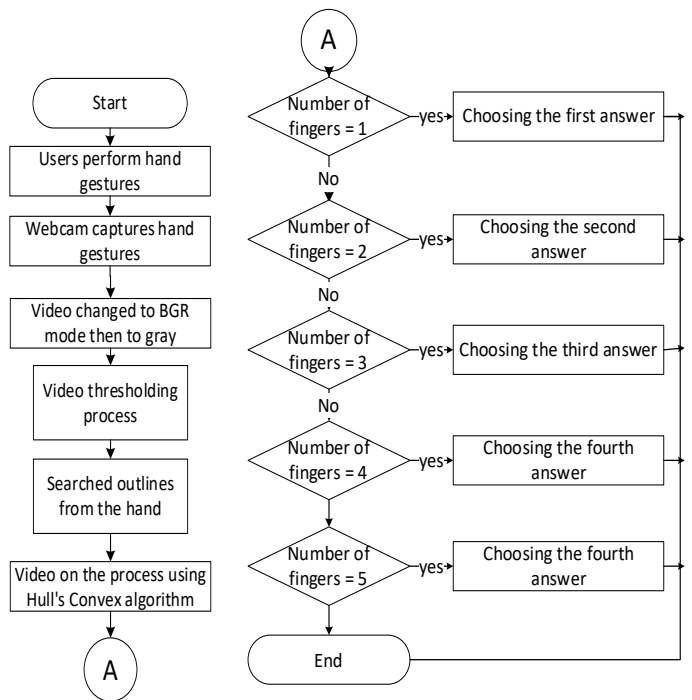 Start
Users perform hand
gestures
Webcam captures hand
gestures
Video changed to BGR
mode then to gray
Video thresholding
process
Searched outlines
from the hand
Video on the process using
Hull's Convex algorithm
A
A
Number of
fingers = 1
yes
Choosing the first answer
No
Number of
fingers = 2
yes
Choosing the second
answer
No
Number of
fingers = 3
yes
Choosing the third answer
No
Number of
fingers = 4
yes
Choosing the fourth
answer
Number of
fingers = 5
yes
Choosing the fourth
answer
End